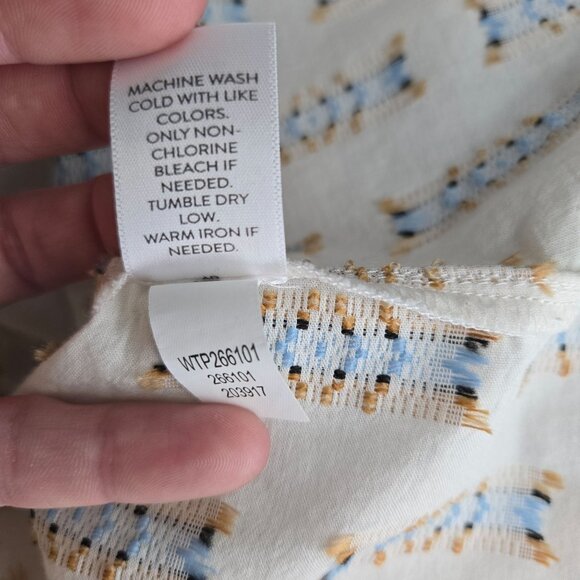 MACHINE WASH
COLD WITH LIKE
COLORS.
ONLY NON-
CHLORINE
BLEACH IF
NEEDED.
TUMBLE DRY
LOW.
WARM IRON IF
NEEDED.
WTP266101
266101
203917